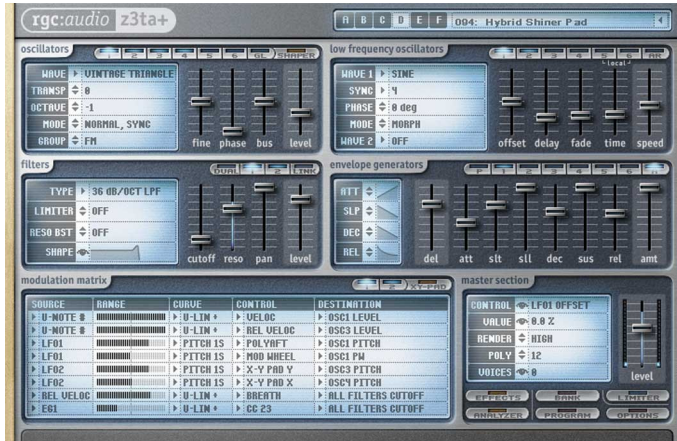 rgc:audio z3ta+
A B C D E F 094: Hybrid Shiner Pad
oscillators
1 2 3 4 5 6 GL SHAPER
WAVE VINTAGE TRIANGLE
TRANSP 0
OCTAVE -1
MODE NORMAL, SYNC
GROUP FM
fine phase bus level
low frequency oscillators
1 2 3 4 5 6 AR
local
WAVE 1 SINE
SYNC 4
PHASE 0 deg
MODE MORPH
WAVE 2 OFF
offset delay fade time speed
filters
DUAL 1 2 LINK
TYPE 36 dB/OCT LPF
LIMITER OFF
RESO BST OFF
SHAPE
cutoff reso pan level
envelope generators
P 1 2 3 4 5 6 A
ATT
SLP
DEC
REL
del att slt sll dec sus rel amt
modulation matrix
1 2 XY-PAD
SOURCE RANGE CURVE CONTROL DESTINATION
U-NOTE # U-LIN + VELOC OSC1 LEVEL
U-NOTE # U-LIN + REL VELOC OSC3 LEVEL
LFO1 PITCH 1S POLYAFT OSC1 PITCH
LFO1 PITCH 1S MOD WHEEL OSC1 PW
LFO2 PITCH 1S X-Y PAD Y OSC3 PITCH
LFO2 PITCH 1S X-Y PAD X OSC4 PITCH
REL VELOC U-LIN + BREATH ALL FILTERS CUTOFF
EG1 U-LIN + CC 23 ALL FILTERS CUTOFF
master section
CONTROL LFO1 OFFSET
VALUE 0.0 %
RENDER HIGH
POLY 12
VOICES 0
level
EFFECTS BANK LIMITER
ANALYZER PROGRAM OPTIONS